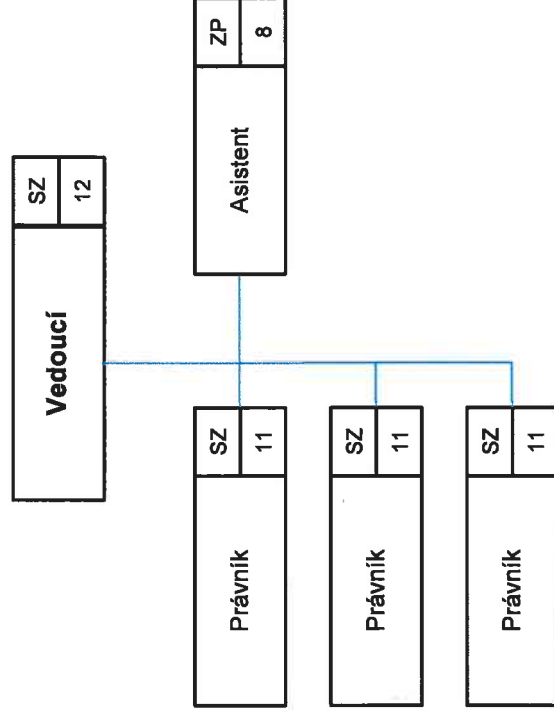 Vedoucí
SZ
12
Asistent
ZP
8
Právník
SZ
11
Právník
SZ
11
Právník
SZ
11